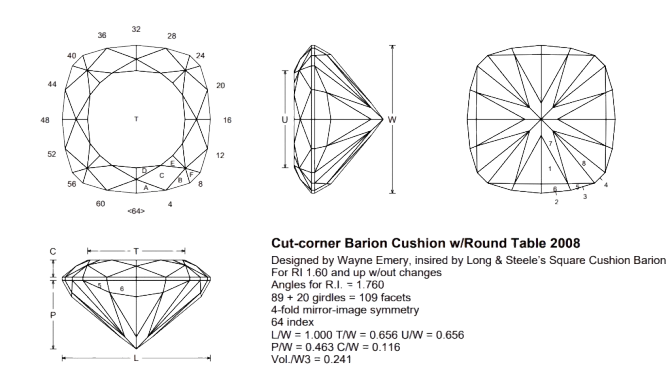 32
36
28
40
24
44
20
48
T
16
52
12
56
D
E
C
F
A
B
8
60
4
<64>
U
W
7
1
8
6
5
4
3
2
C
T
5
6
P
L
Cut-corner Barion Cushion w/Round Table 2008
Designed by Wayne Emery, insired by Long & Steele's Square Cushion Barion
For RI 1.60 and up w/out changes
Angles for R.I. = 1.760
89 + 20 girdles = 109 facets
4-fold mirror-image symmetry
64 index
L/W = 1.000 T/W = 0.656 U/W = 0.656
P/W = 0.463 C/W = 0.116
Vol./W3 = 0.241